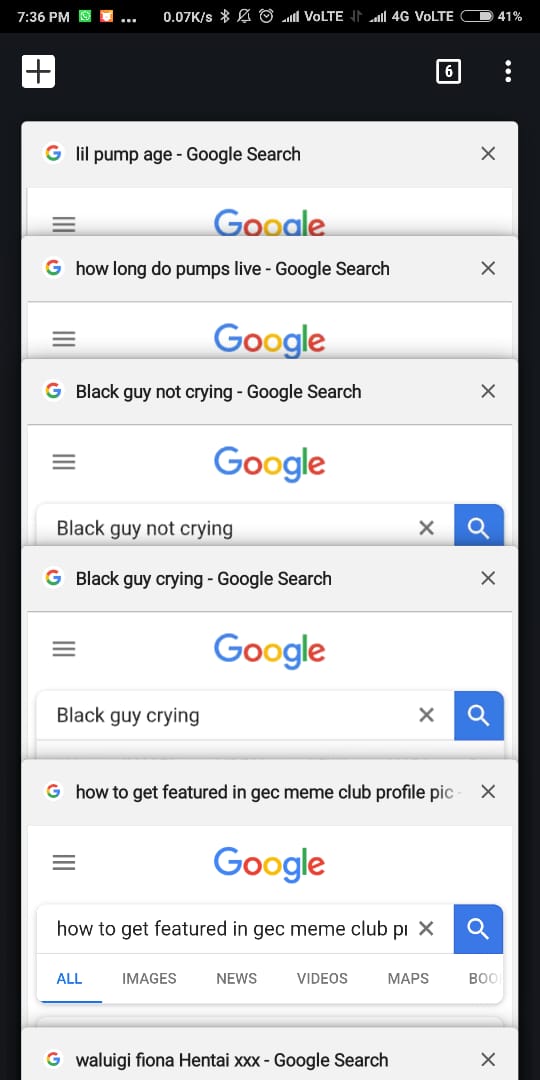 7:36 PM ... 0.07K/s VoLTE 4G VoLTE 41%
6
lil pump age - Google Search
Google
how long do pumps live - Google Search
Google
Black guy not crying - Google Search
Google
Black guy not crying
Black guy crying - Google Search
Google
Black guy crying
how to get featured in gec meme club profile pic -
Google
how to get featured in gec meme club pr
ALL IMAGES NEWS VIDEOS MAPS BOO
waluigi fiona Hentai xxx - Google Search